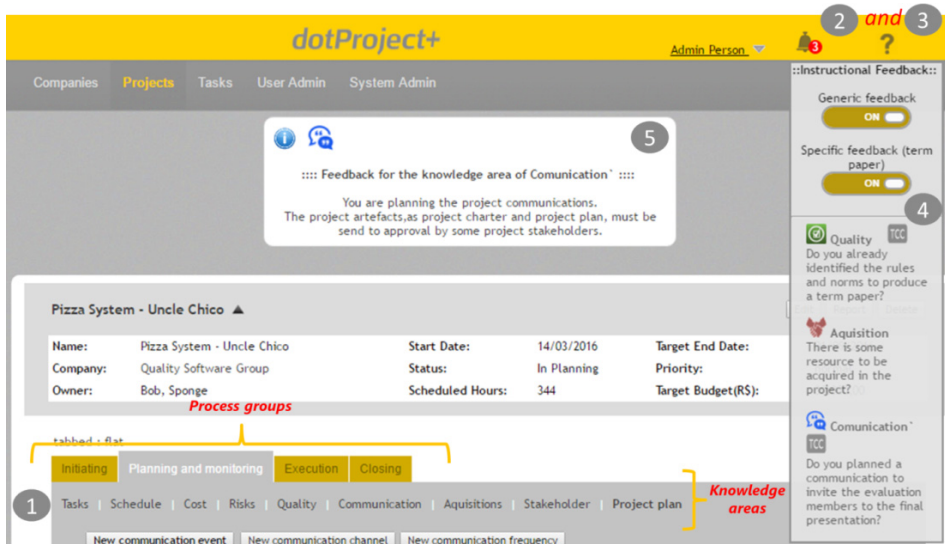 2 and 3
dotProject+
Admin Person
3
?
Companies Projects Tasks User Admin System Admin
::Instructional Feedback::
Generic feedback
ON
Specific feedback (term
paper)
ON
4
5
:::: Feedback for the knowledge area of Comunication` ::::
You are planning the project communications.
The project artefacts,as project charter and project plan, must be
send to approval by some project stakeholders.
Quality TCC
Do you already
identified the rules
and norms to produce
a term paper?
Aquisition
There is some
resource to be
acquired in the
project?
Comunication`
TCC
Do you planned a
communication to
invite the evaluation
members to the final
presentation?
Pizza System - Uncle Chico
Name: Pizza System - Uncle Chico Start Date: 14/03/2016 Target End Date:
Company: Quality Software Group Status: In Planning Priority:
Owner: Bob, Sponge Scheduled Hours: 344 Target Budget(R$):
Process groups
tabbed : flat
Initiating Planning and monitoring Execution Closing
1
Tasks | Schedule | Cost | Risks | Quality | Communication | Aquisitions | Stakeholder | Project plan
Knowledge
areas
New communication event New communication channel New communication frequency